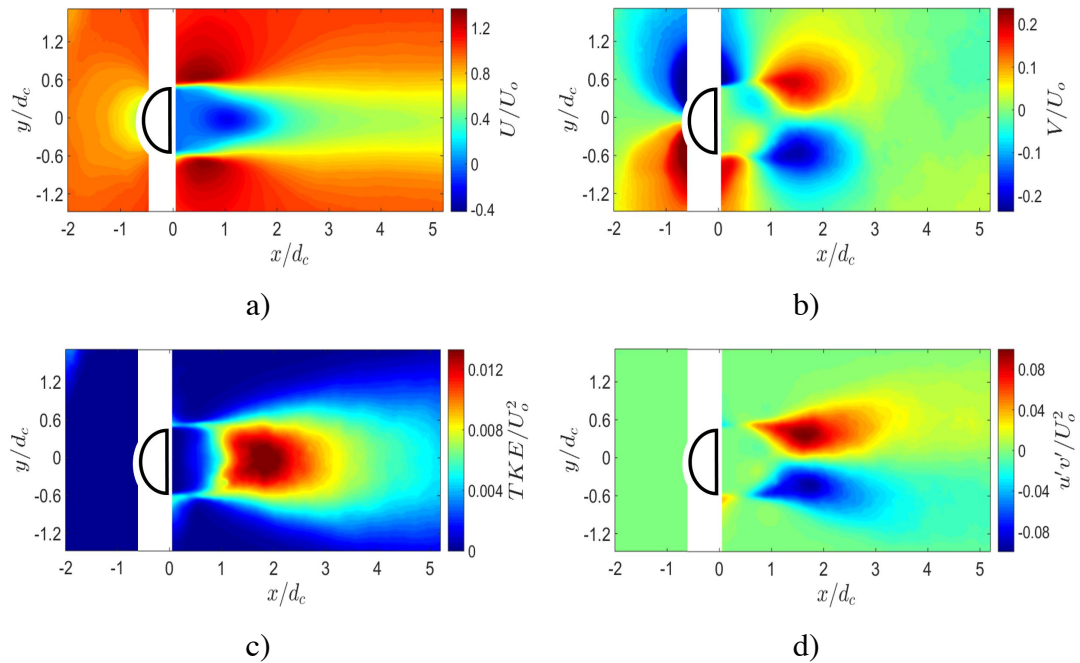 1.2
0.6
0
-0.6
-1.2
y/d_c
-2 -1 0 1 2 3 4 5
x/d_c
1.2
0.8
0.4
0
-0.4
U/U_o
a)
1.2
0.6
0
-0.6
-1.2
y/d_c
-2 -1 0 1 2 3 4 5
x/d_c
0.2
0.1
0
-0.1
-0.2
V/U_o
b)
1.2
0.6
0
-0.6
-1.2
y/d_c
-2 -1 0 1 2 3 4 5
x/d_c
0.012
0.008
0.004
0
TKE/U_o^2
c)
1.2
0.6
0
-0.6
-1.2
y/d_c
-2 -1 0 1 2 3 4 5
x/d_c
0.08
0.04
0
-0.04
-0.08
u'v'/U_o^2
d)